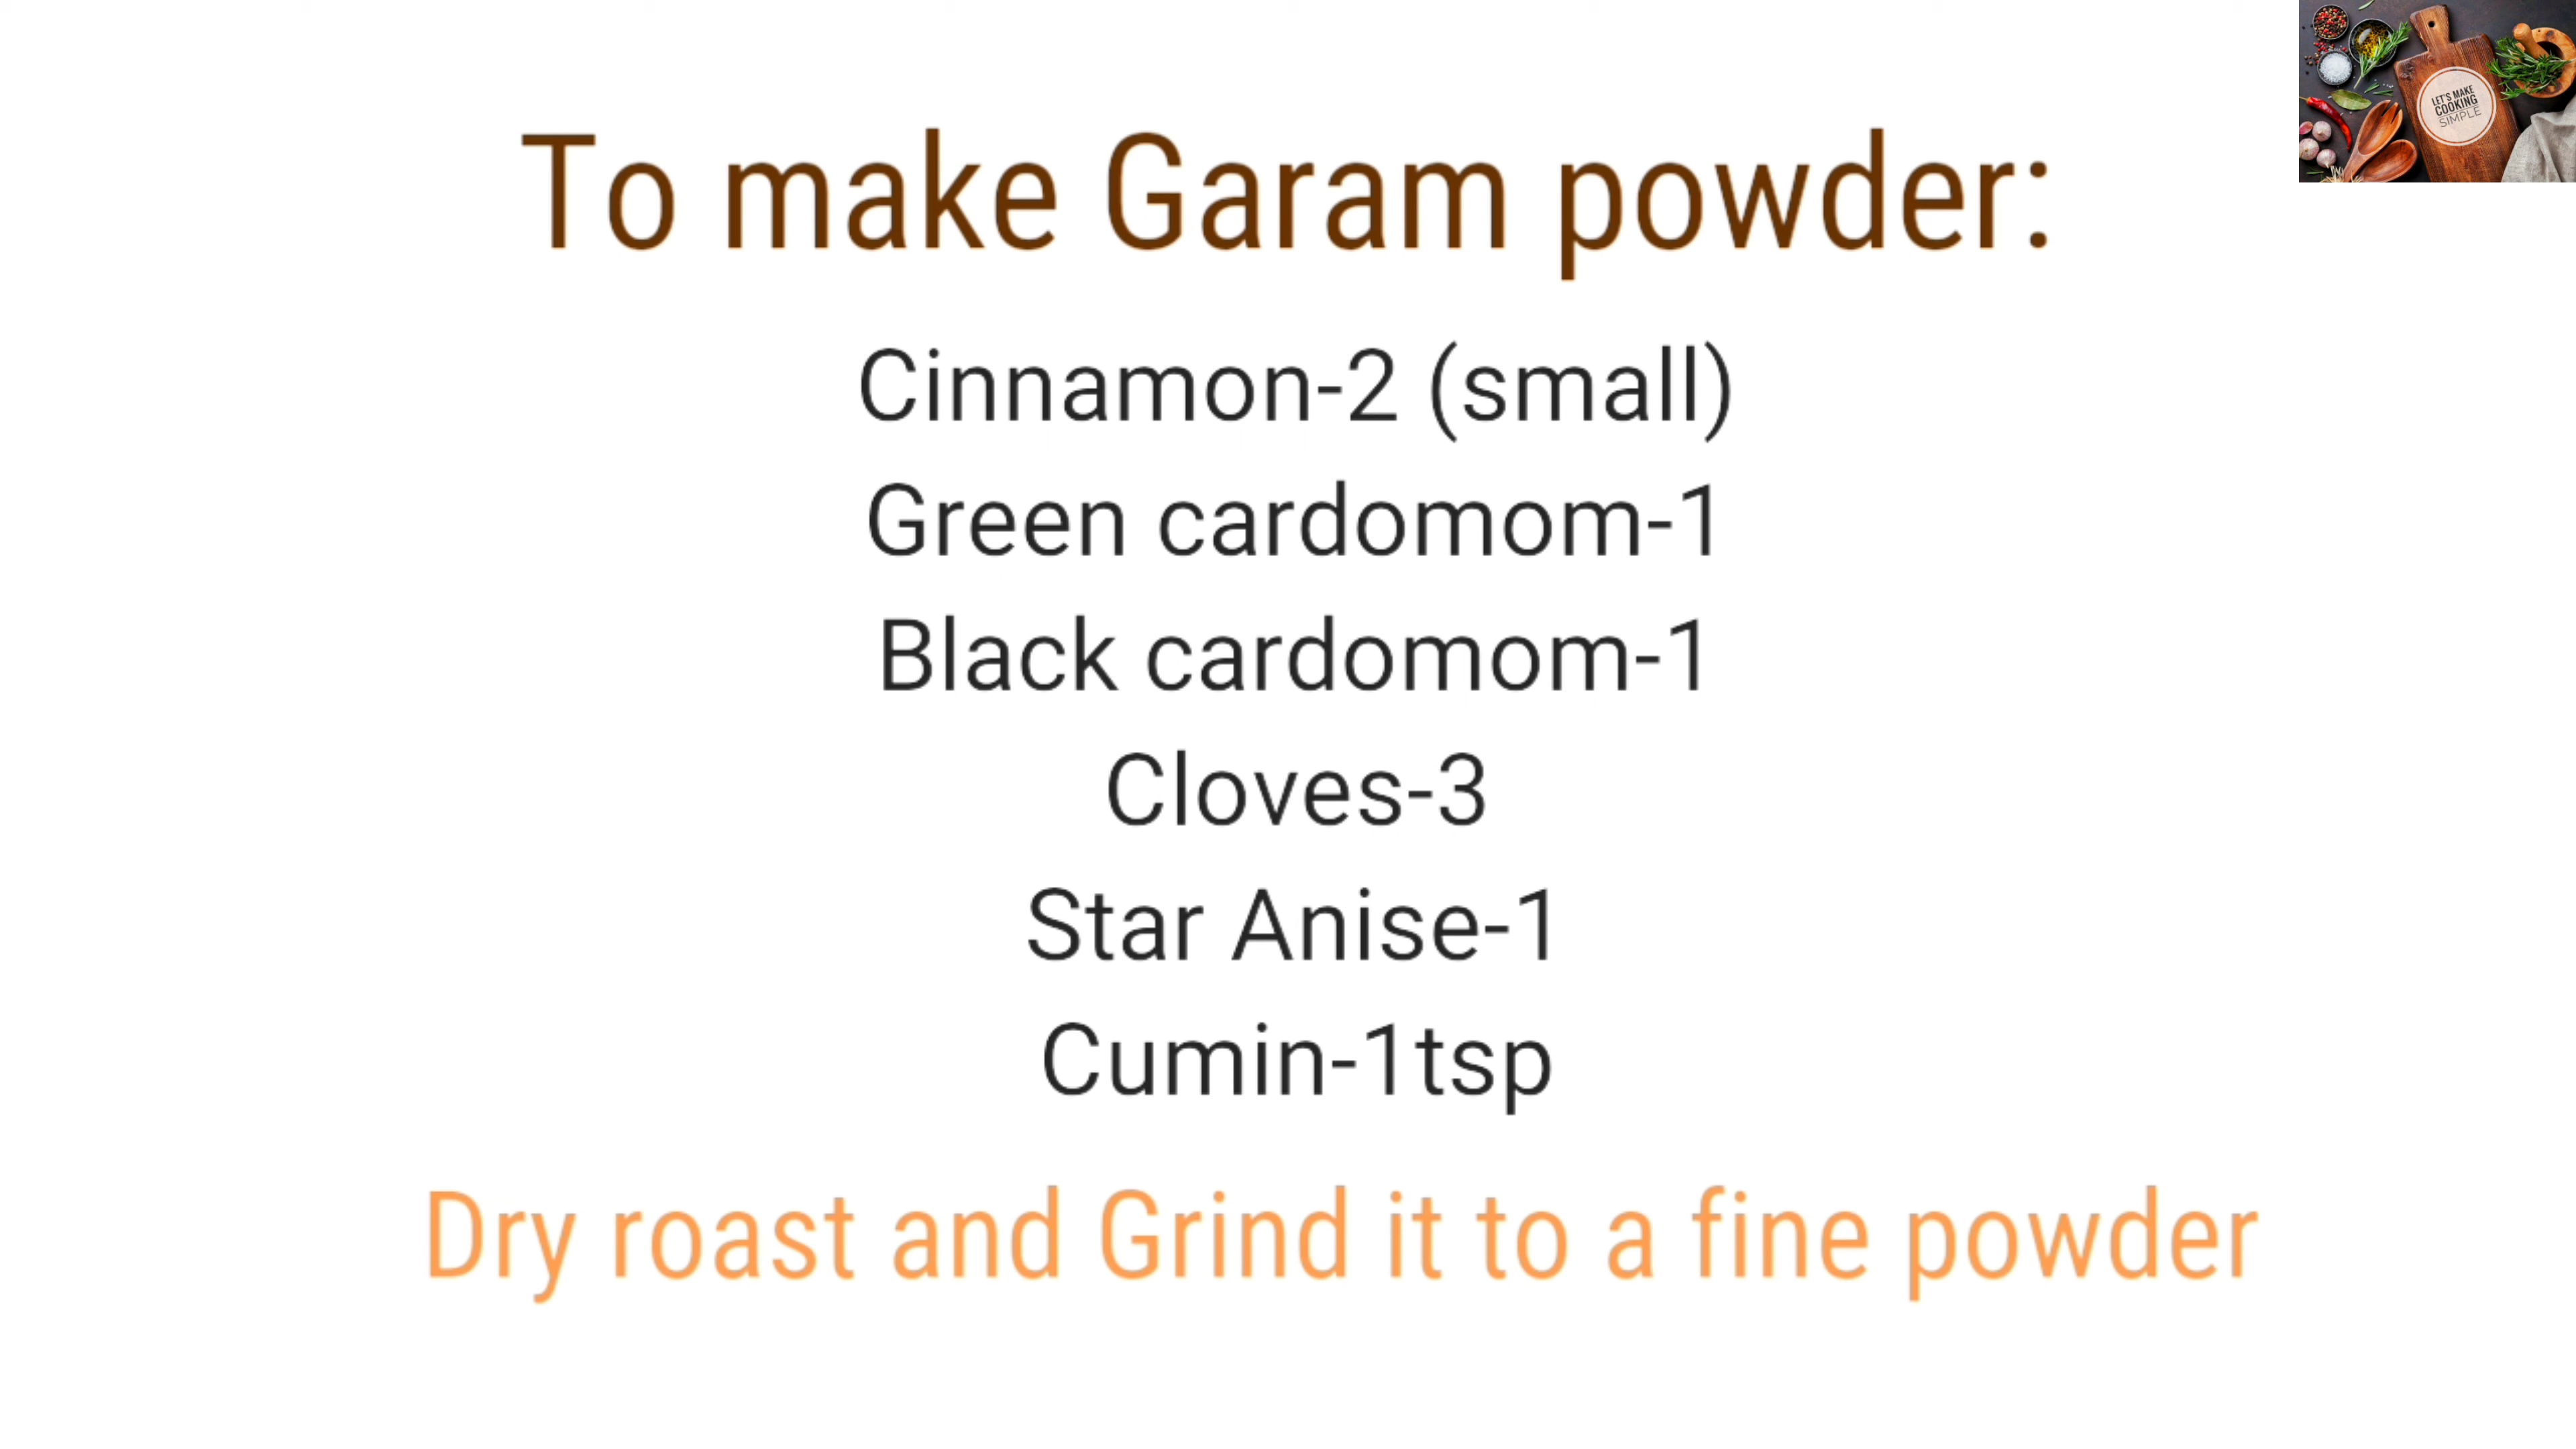 To make Garam powder:
Cinnamon-2 (small)
Green cardomom-1
Black cardomom-1
Cloves-3
Star Anise-1
Cumin-1tsp
Dry roast and Grind it to a fine powder
LET'S MAKE
COOKING
SIMPLE